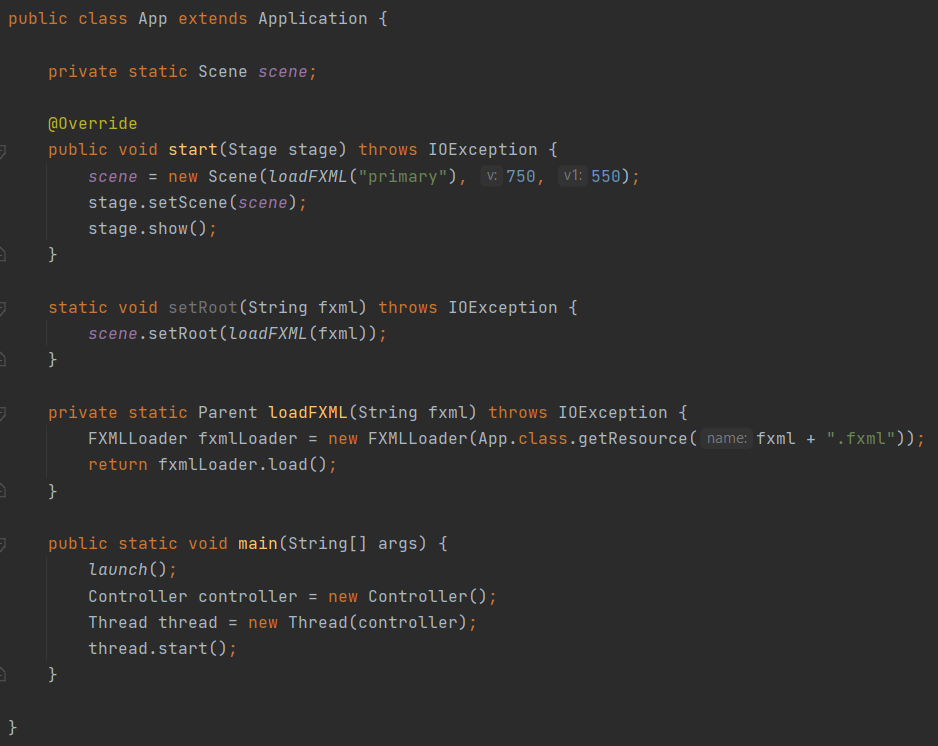 public class App extends Application {
private static Scene scene;
@Override
public void start(Stage stage) throws IOException {
scene = new Scene(loadFXML("primary"), v: 750, v1: 550);
stage.setScene(scene);
stage.show();
}
static void setRoot(String fxml) throws IOException {
scene.setRoot(loadFXML(fxml));
}
private static Parent loadFXML(String fxml) throws IOException {
FXMLLoader fxmlLoader = new FXMLLoader(App.class.getResource( name: fxml + ".fxml"));
return fxmlLoader.load();
}
public static void main(String[] args) {
launch();
Controller controller = new Controller();
Thread thread = new Thread(controller);
thread.start();
}
}